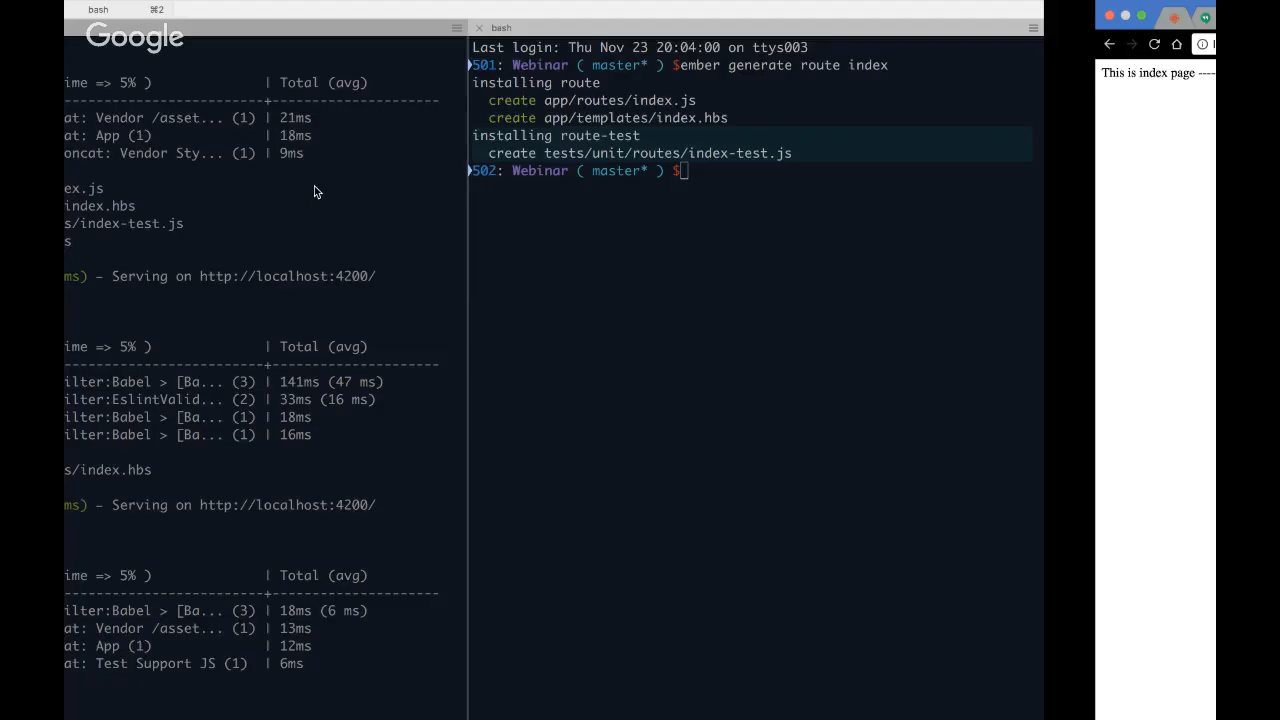 bash ⌘2
Google
ime => 5% ) | Total (avg)
---------------------------+---------------------
at: Vendor /asset... (1) | 21ms
at: App (1) | 18ms
oncat: Vendor Sty... (1) | 9ms
ex.js
index.hbs
s/index-test.js
s
ms) – Serving on http://localhost:4200/
ime => 5% ) | Total (avg)
---------------------------+---------------------
ilter:Babel > [Ba... (3) | 141ms (47 ms)
ilter:EslintValid... (2) | 33ms (16 ms)
ilter:Babel > [Ba... (1) | 18ms
ilter:Babel > [Ba... (1) | 16ms
s/index.hbs
ms) – Serving on http://localhost:4200/
ime => 5% ) | Total (avg)
---------------------------+---------------------
ilter:Babel > [Ba... (3) | 18ms (6 ms)
at: Vendor /asset... (1) | 13ms
at: App (1) | 12ms
at: Test Support JS (1) | 6ms
bash
Last login: Thu Nov 23 20:04:00 on ttys003
501: Webinar ( master* ) $ember generate route index
installing route
create app/routes/index.js
create app/templates/index.hbs
installing route-test
create tests/unit/routes/index-test.js
502: Webinar ( master* ) $
This is index page ----